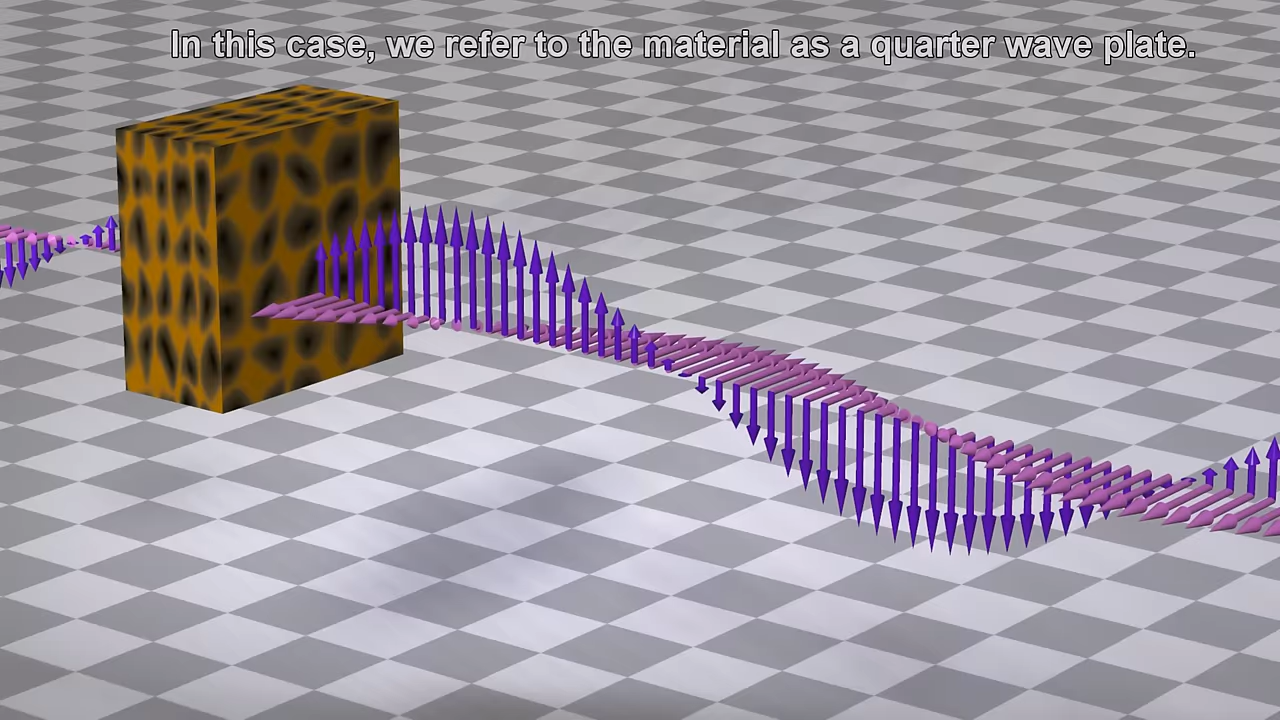 In this case, we refer to the material as a quarter wave plate.